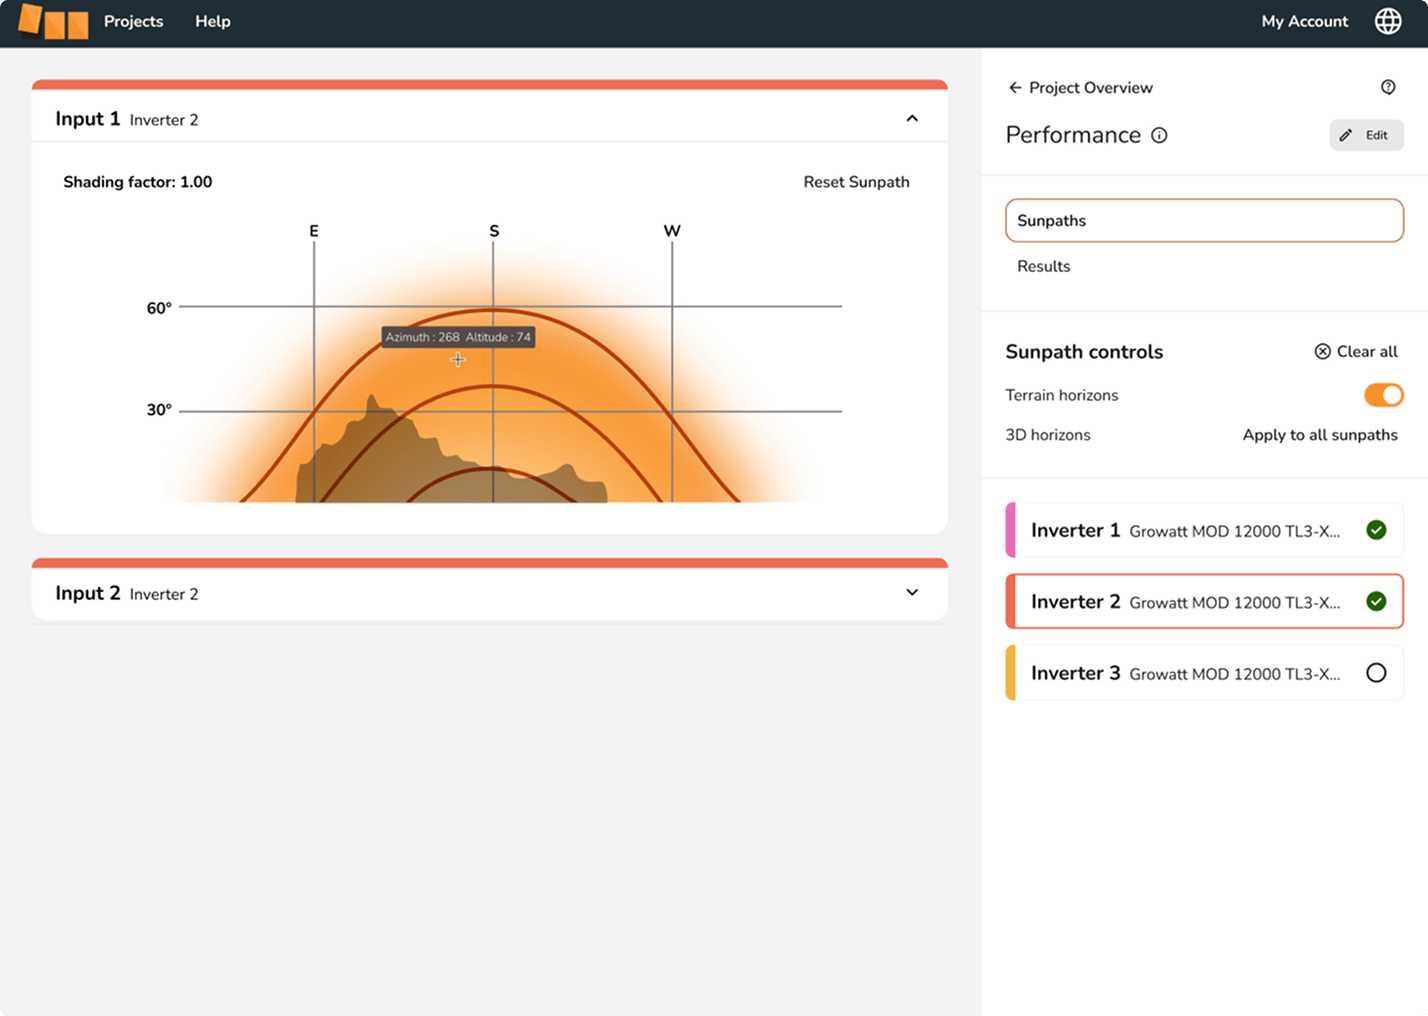 Projects Help My Account
Input 1 Inverter 2
Shading factor: 1.00 Reset Sunpath
E S W
60°
Azimuth : 268 Altitude : 74
30°
Input 2 Inverter 2
Project Overview
Performance
Edit
Sunpaths
Results
Sunpath controls
Clear all
Terrain horizons
3D horizons Apply to all sunpaths
Inverter 1 Growatt MOD 12000 TL3-X...
Inverter 2 Growatt MOD 12000 TL3-X...
Inverter 3 Growatt MOD 12000 TL3-X...